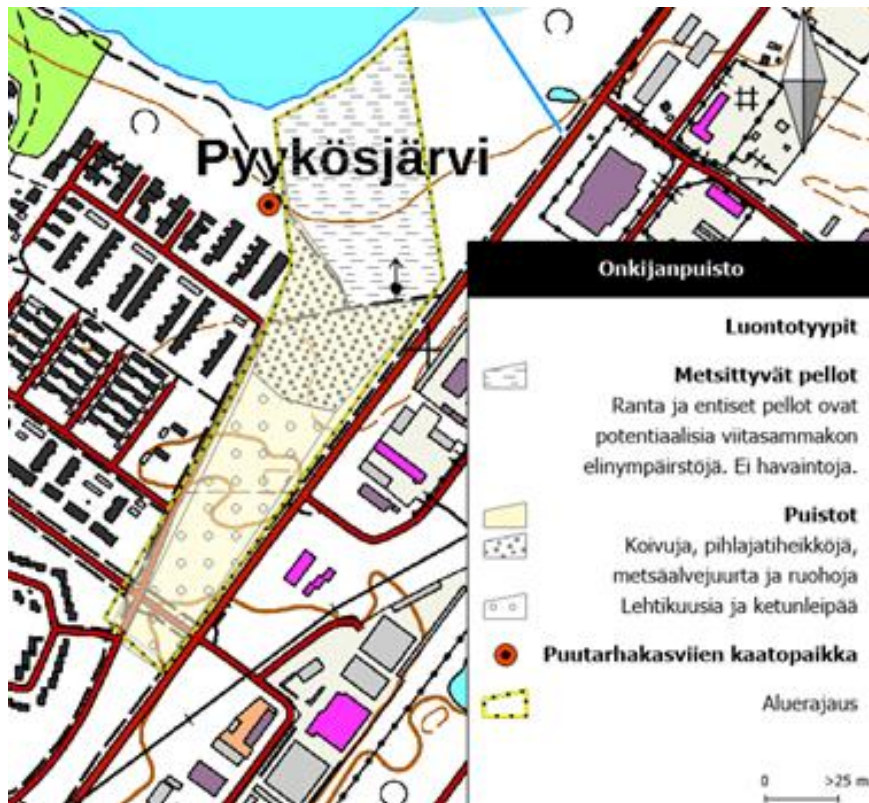 Pyykösjärvi
Onkijanpuisto
Luontotyypit
Metsittyvät pellot
Ranta ja entiset pellot ovat
potentiaalisia viitasammakon
elinympäirstöjä. Ei havaintoja.
Puistot
Koivuja, pihlajatiheikköjä,
metsäalvejuurta ja ruohoja
Lehtikuusia ja ketunleipää
Puutarhakasviien kaatopaikka
Aluerajaus
0 >25 m